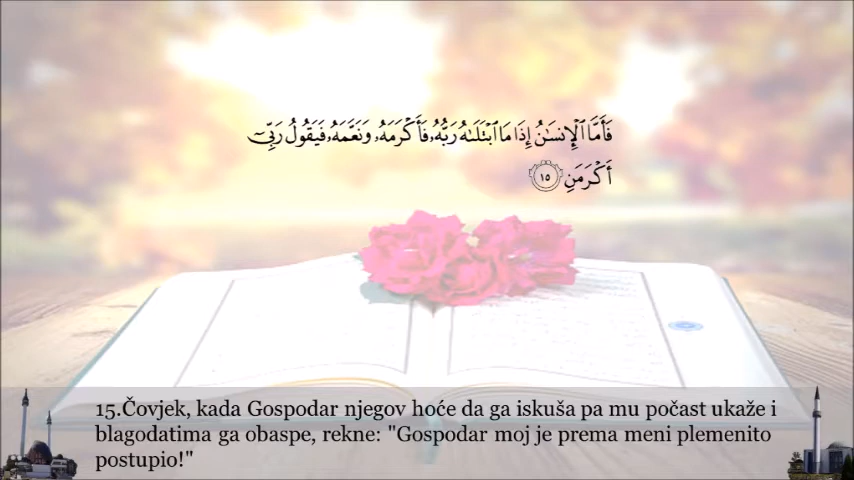 فَأَمَّا ٱلْإِنسَٰنُ إِذَا مَا ٱبْتَلَىٰهُ رَبُّهُۥ فَأَكْرَمَهُۥ وَنَعَّمَهُۥ فَيَقُولُ رَبِّىٓ
أَكْرَمَنِ ١٥
15.Čovjek, kada Gospodar njegov hoće da ga iskuša pa mu počast ukaže i
blagodatima ga obaspe, rekne: "Gospodar moj je prema meni plemenito
postupio!"